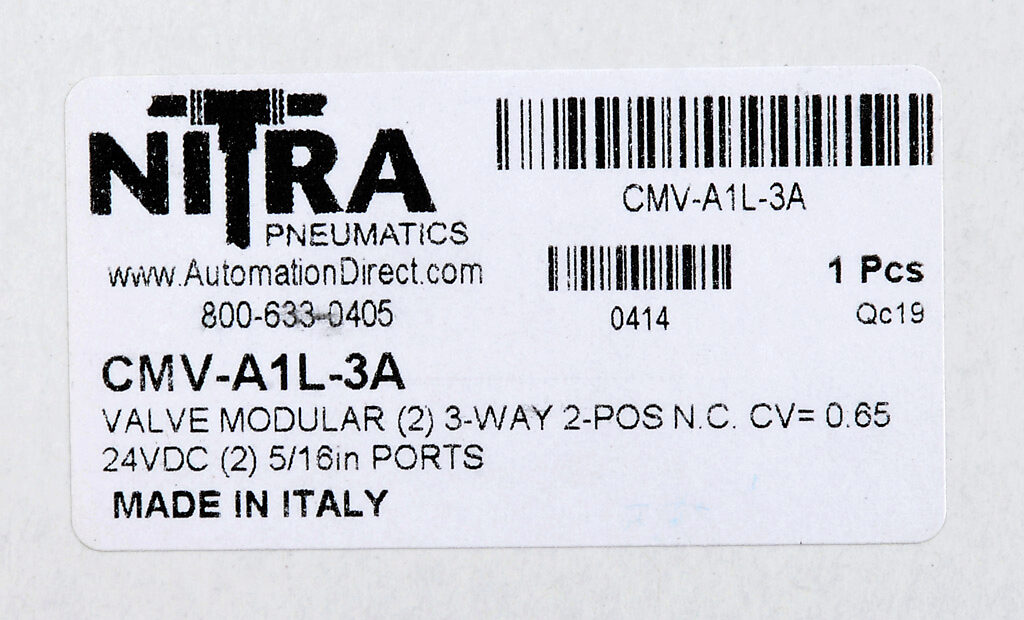 NITRA
PNEUMATICS
www.AutomationDirect.com
800-633-0405
CMV-A1L-3A
0414
1 Pcs
Qc19
CMV-A1L-3A
VALVE MODULAR (2) 3-WAY 2-POS N.C. CV= 0.65
24VDC (2) 5/16in PORTS
MADE IN ITALY